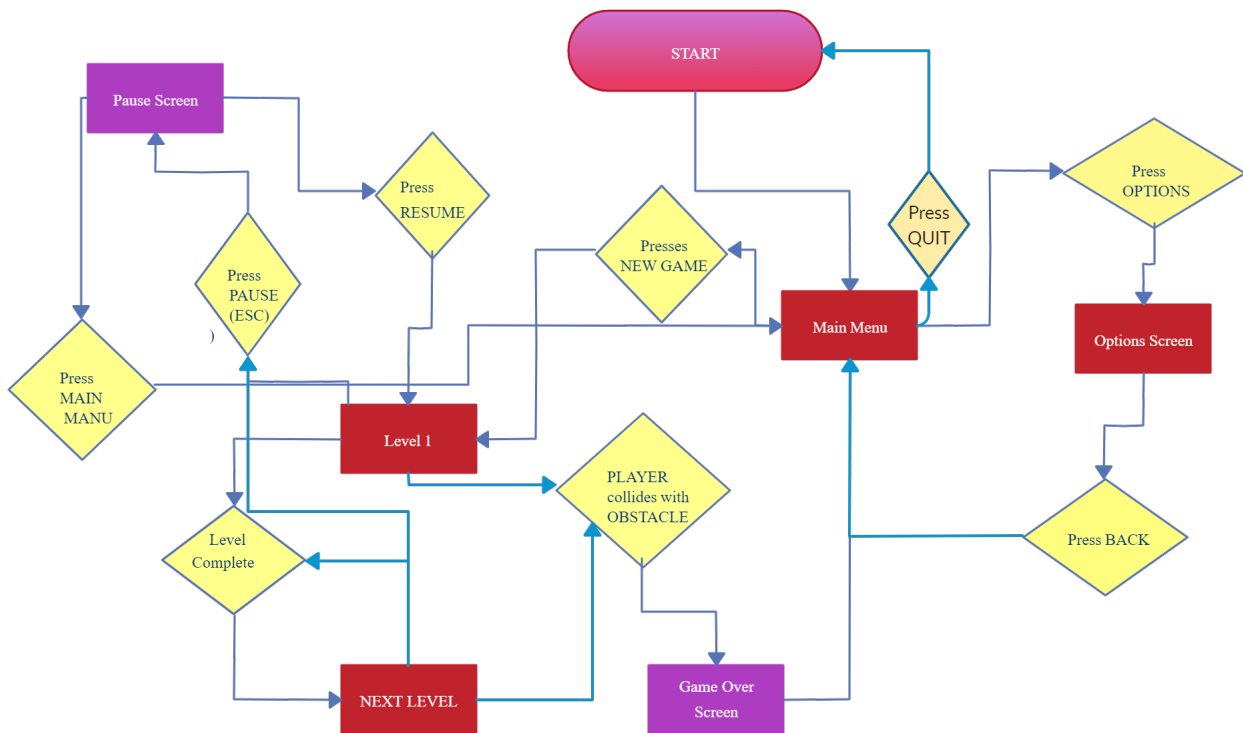 START
Pause Screen
Press
RESUME
Press
OPTIONS
Press
QUIT
Presses
NEW GAME
Press
PAUSE
(ESC)
)
Main Menu
Options Screen
Press
MAIN
MANU
Level 1
PLAYER
collides with
OBSTACLE
Level
Complete
Press BACK
NEXT LEVEL
Game Over
Screen